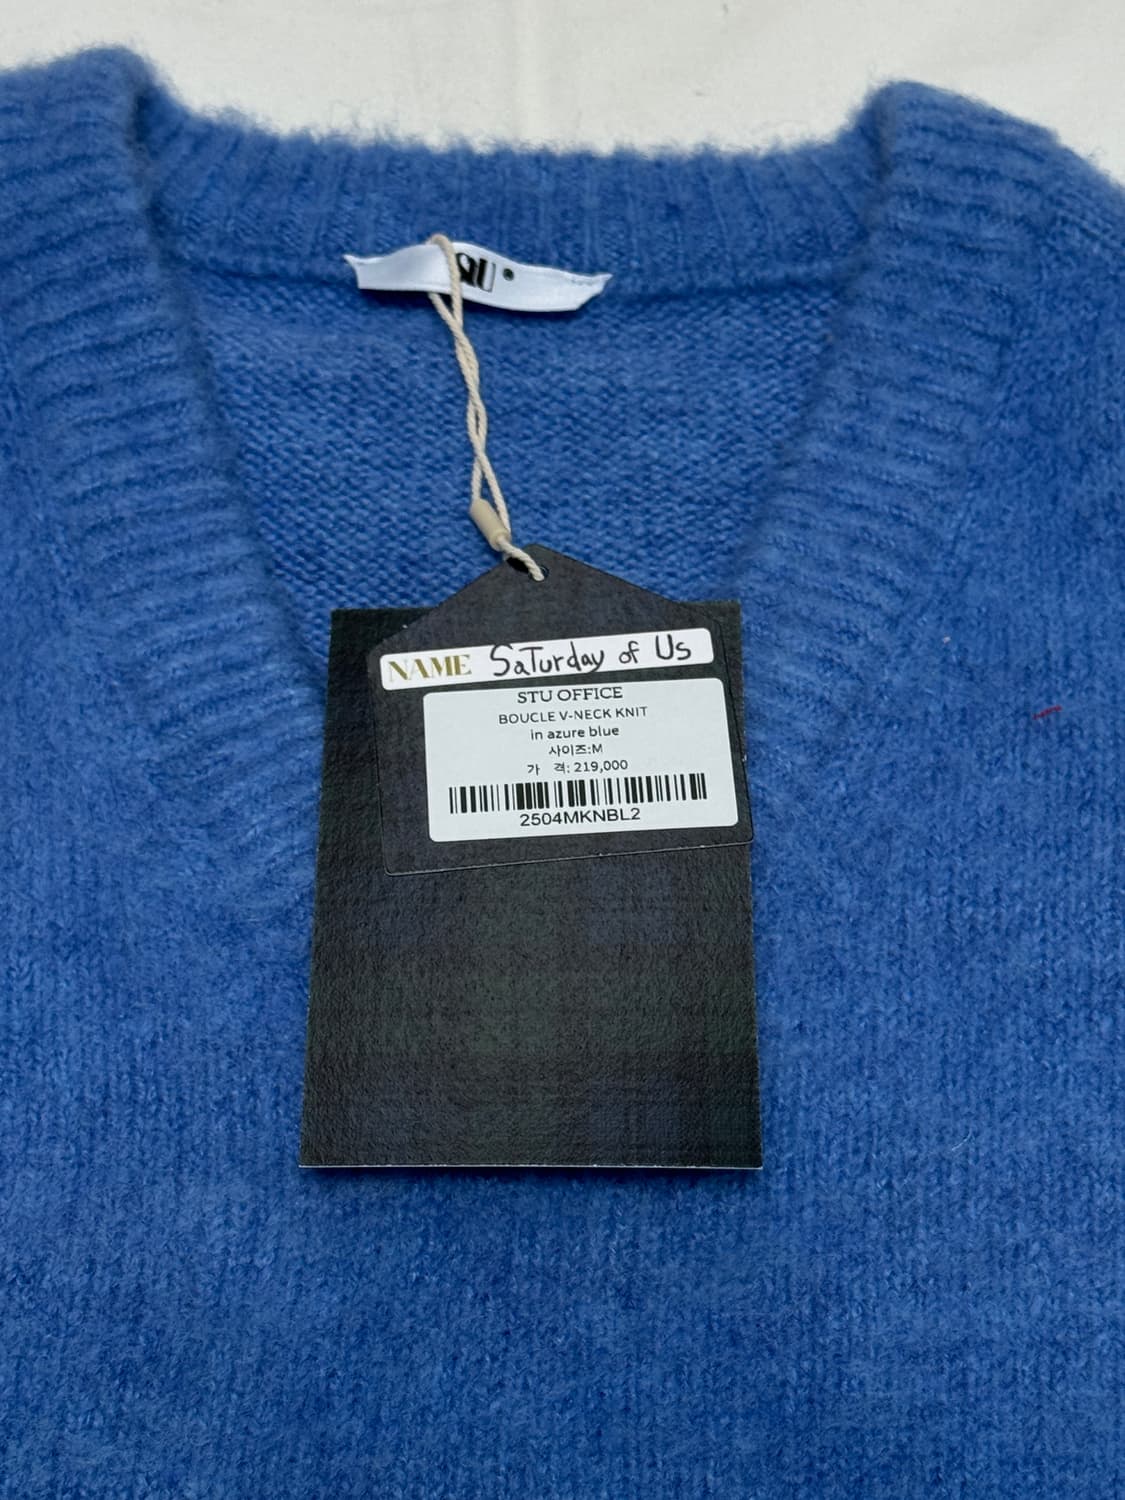 NAME SaTurday of Us
STU OFFICE
BOUCLE V-NECK KNIT
in azure blue
사이즈:M
가 격: 219,000
2504MKNBL2